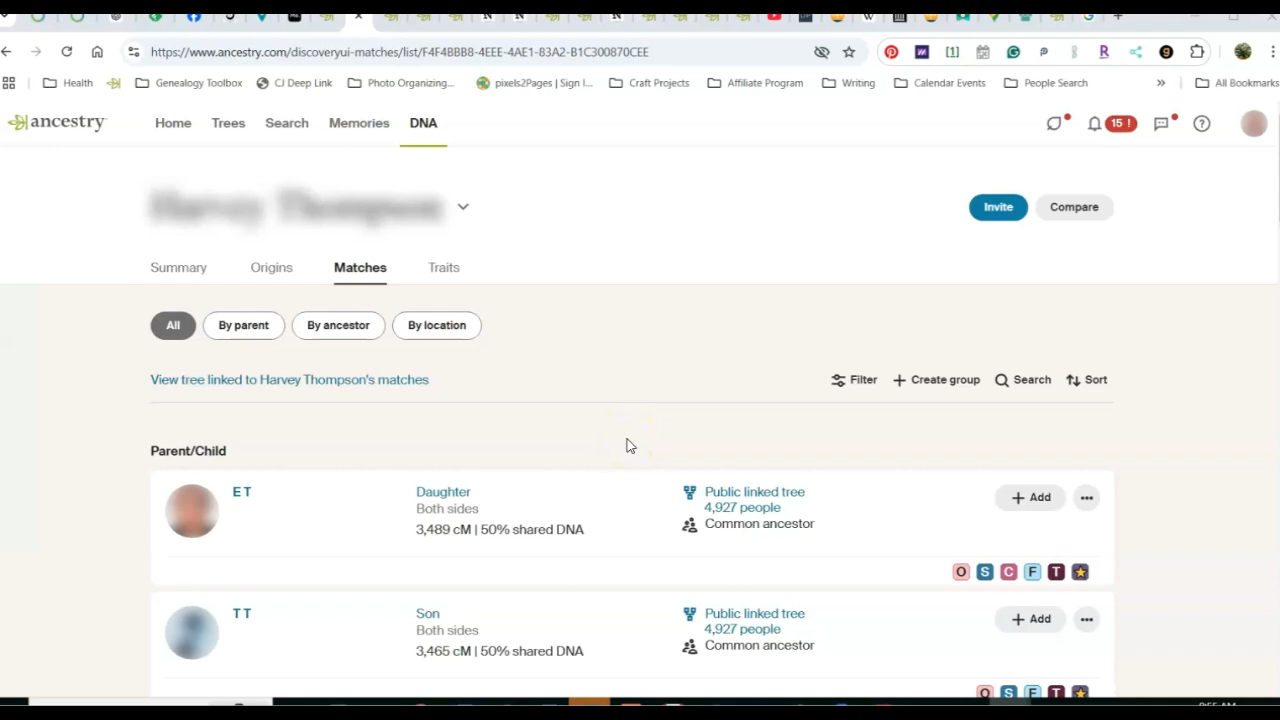 https://www.ancestry.com/discoveryui-matches/list/F4F4BBB8-4EEE-4AE1-83A2-B1C300870CEE
Health
Genealogy Toolbox
CJ Deep Link
Photo Organizing...
pixels2Pages | Sign I...
Craft Projects
Affiliate Program
Writing
Calendar Events
People Search
»
All Bookmarks
ancestry
Home
Trees
Search
Memories
DNA
15 !
Harvey Thompson
Invite
Compare
Summary
Origins
Matches
Traits
All
By parent
By ancestor
By location
View tree linked to Harvey Thompson's matches
Filter
Create group
Search
Sort
Parent/Child
E T
Daughter
Both sides
3,489 cM | 50% shared DNA
Public linked tree
4,927 people
Common ancestor
+ Add
O S C F T
T T
Son
Both sides
3,465 cM | 50% shared DNA
Public linked tree
4,927 people
Common ancestor
+ Add
O S F T